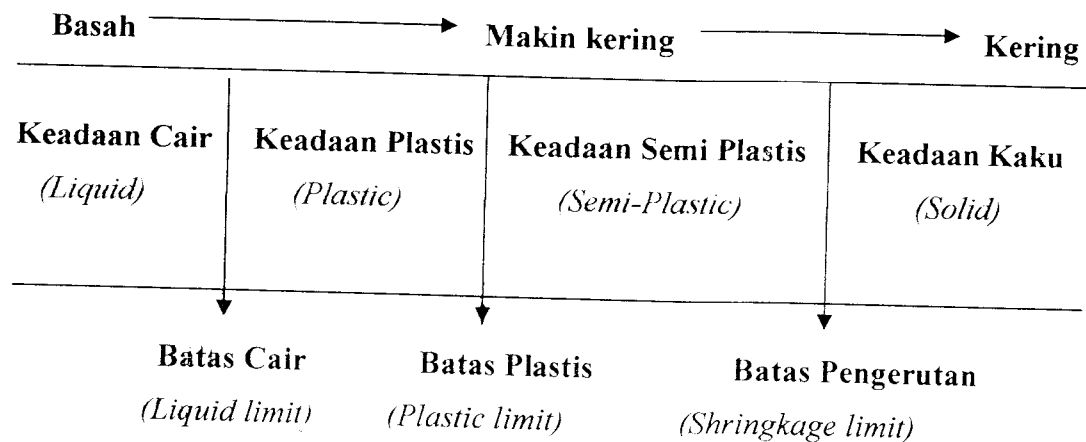 Basah Makin kering Kering
Keadaan Cair Keadaan Plastis Keadaan Semi Plastis Keadaan Kaku
(Liquid) (Plastic) (Semi-Plastic) (Solid)
Batas Cair Batas Plastis Batas Pengerutan
(Liquid limit) (Plastic limit) (Shringkage limit)